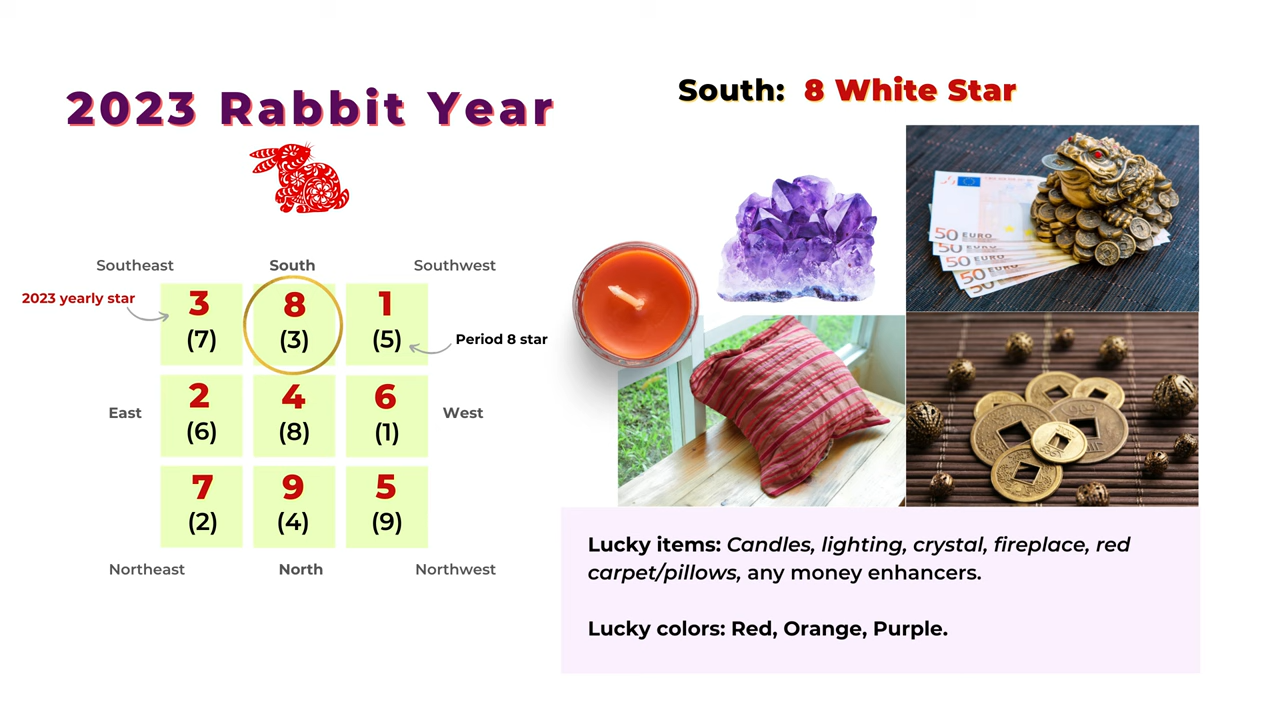 2023 Rabbit Year
Southeast South Southwest
2023 yearly star
3 8 1
(7) (3) (5)
Period 8 star
East
2 4 6
(6) (8) (1)
West
7 9 5
(2) (4) (9)
Northeast North Northwest
South: 8 White Star
50 EURO
50 EURO
50 EURO
50
Lucky items: Candles, lighting, crystal, fireplace, red
carpet/pillows, any money enhancers.
Lucky colors: Red, Orange, Purple.